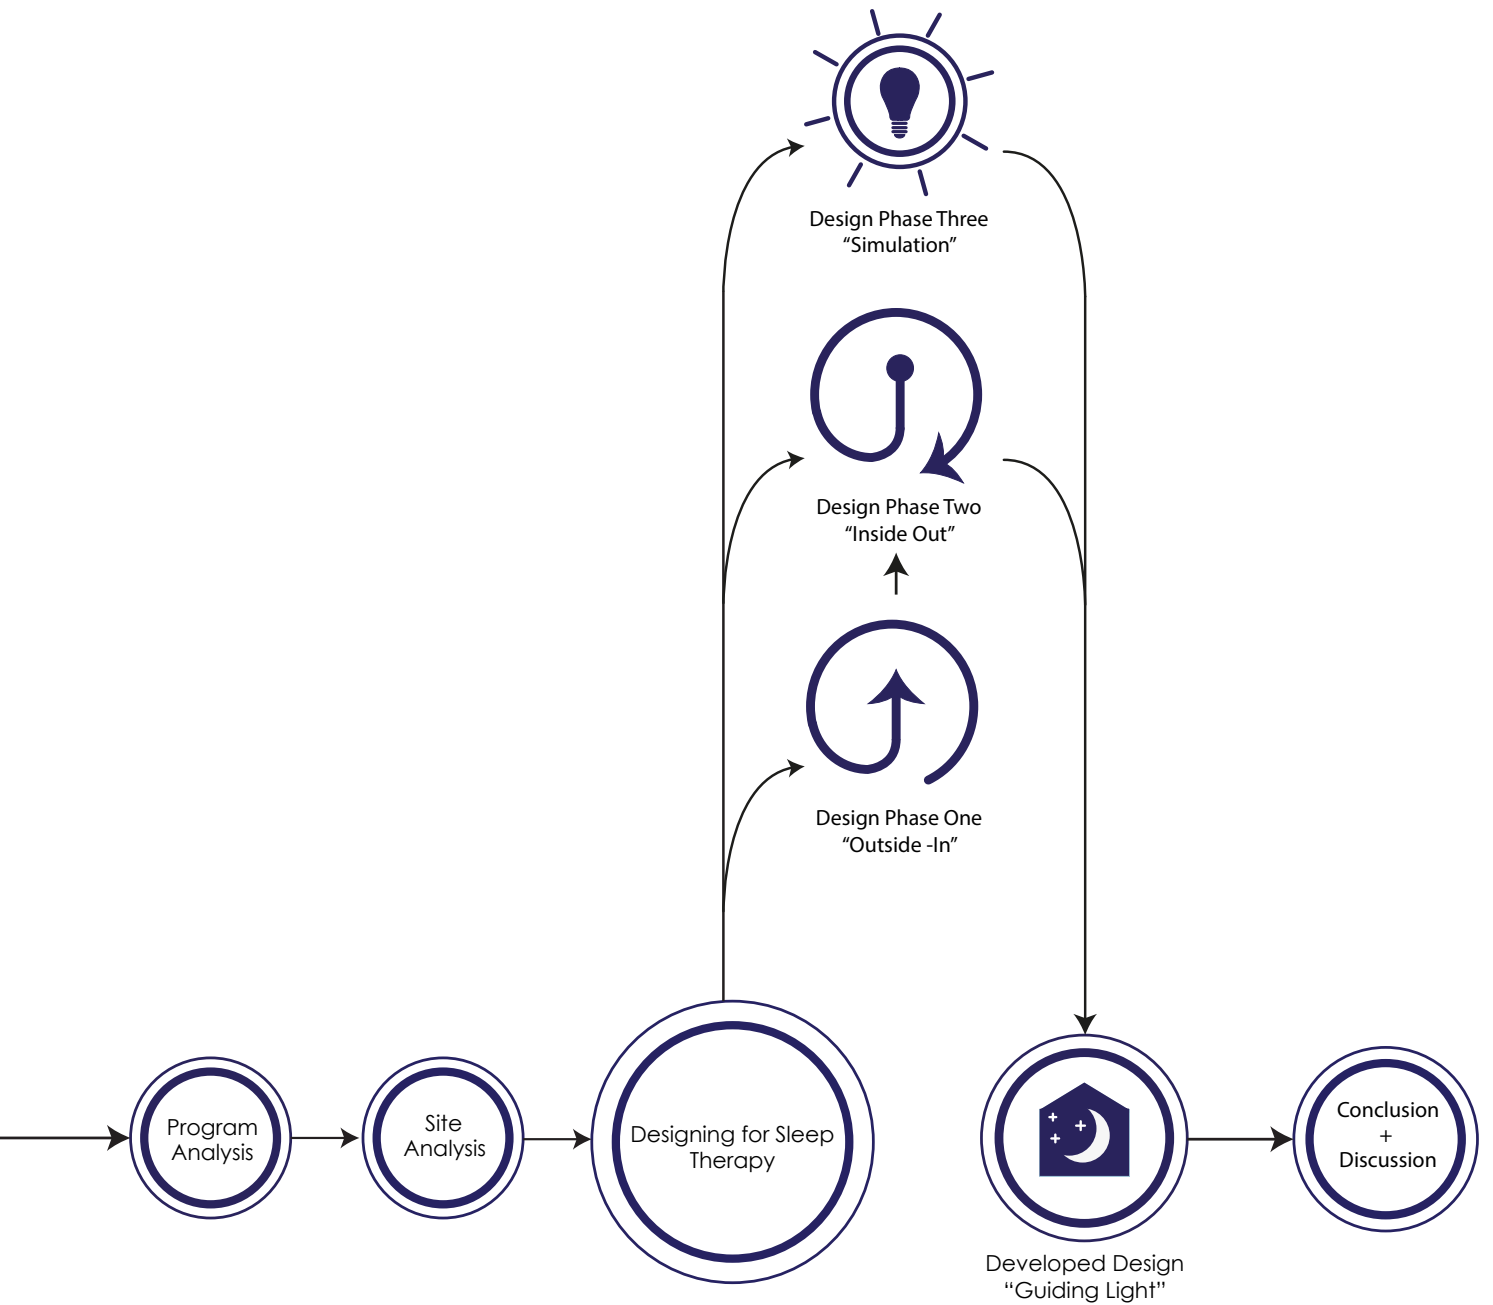 Design Phase Three
“Simulation”
Design Phase Two
“Inside Out”
Design Phase One
“Outside -In”
Program
Analysis
Site
Analysis
Designing for Sleep
Therapy
Developed Design
“Guiding Light”
Conclusion
+
Discussion